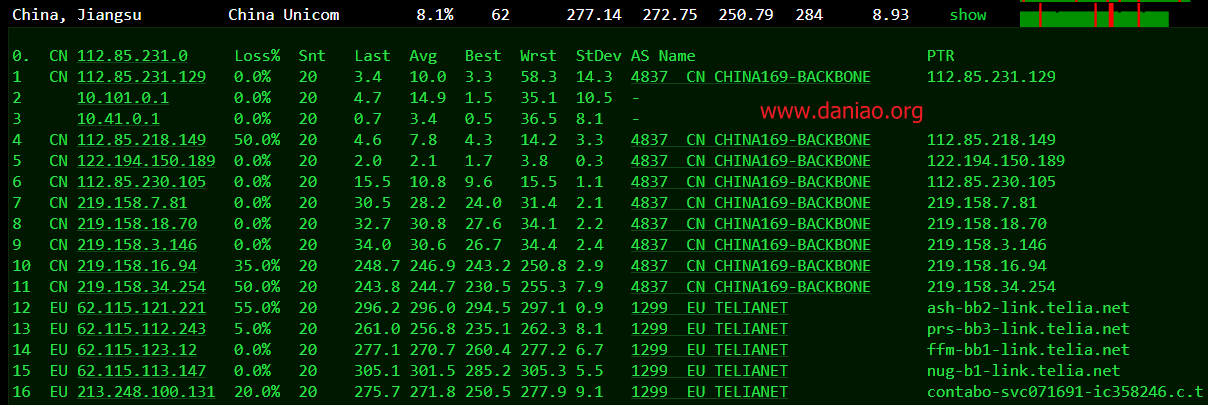 China, Jiangsu China Unicom 8.1% 62 277.14 272.75 250.79 284 8.93 show
0. CN 112.85.231.0 Loss% Snt Last Avg Best Wrst StDev AS Name PTR
1 CN 112.85.231.129 0.0% 20 3.4 10.0 3.3 58.3 14.3 4837 CN CHINA169-BACKBONE 112.85.231.129
2 10.101.0.1 0.0% 20 4.7 14.9 1.5 35.1 10.5 -
www.daniao.org
3 10.41.0.1 0.0% 20 0.7 3.4 0.5 36.5 8.1 -
4 CN 112.85.218.149 50.0% 20 4.6 7.8 4.3 14.2 3.3 4837 CN CHINA169-BACKBONE 112.85.218.149
5 CN 122.194.150.189 0.0% 20 2.0 2.1 1.7 3.8 0.3 4837 CN CHINA169-BACKBONE 122.194.150.189
6 CN 112.85.230.105 0.0% 20 15.5 10.8 9.6 15.5 1.1 4837 CN CHINA169-BACKBONE 112.85.230.105
7 CN 219.158.7.81 0.0% 20 30.5 28.2 24.0 31.4 2.1 4837 CN CHINA169-BACKBONE 219.158.7.81
8 CN 219.158.18.70 0.0% 20 32.7 30.8 27.6 34.1 2.2 4837 CN CHINA169-BACKBONE 219.158.18.70
9 CN 219.158.3.146 0.0% 20 34.0 30.6 26.7 34.4 2.4 4837 CN CHINA169-BACKBONE 219.158.3.146
10 CN 219.158.16.94 35.0% 20 248.7 246.9 243.2 250.8 2.9 4837 CN CHINA169-BACKBONE 219.158.16.94
11 CN 219.158.34.254 50.0% 20 243.8 244.7 230.5 255.3 7.9 4837 CN CHINA169-BACKBONE 219.158.34.254
12 EU 62.115.121.221 55.0% 20 296.2 296.0 294.5 297.1 0.9 1299 EU TELIANET ash-bb2-link.telia.net
13 EU 62.115.112.243 5.0% 20 261.0 256.8 235.1 262.3 8.1 1299 EU TELIANET prs-bb3-link.telia.net
14 EU 62.115.123.12 0.0% 20 277.1 270.7 260.4 277.2 6.7 1299 EU TELIANET ffm-bb1-link.telia.net
15 EU 62.115.113.147 0.0% 20 305.1 301.5 285.2 305.3 5.5 1299 EU TELIANET nug-b1-link.telia.net
16 EU 213.248.100.131 20.0% 20 275.7 271.8 250.5 277.9 9.1 1299 EU TELIANET contabo-svc071691-ic358246.c.t